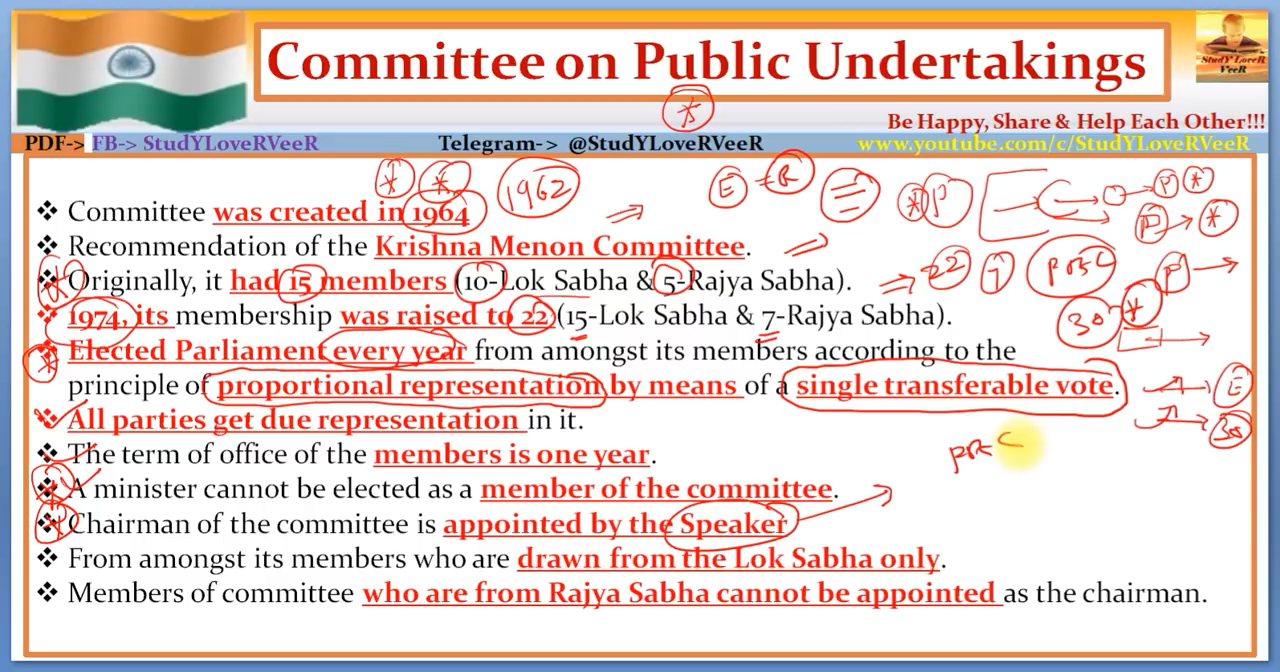 Committee on Public Undertakings
StudY LoveR
VeeR
Be Happy, Share & Help Each Other!!!
PDF-> FB-> StudYLoveRVeeR Telegram-> @StudYLoveRVeeR www.youtube.com/c/StudYLoveRVeeR
1962
❖ Committee was created in 1964
❖ Recommendation of the Krishna Menon Committee.
❖ Originally, it had 15 members (10-Lok Sabha & 5-Rajya Sabha).
22 7
❖ 1974, its membership was raised to 22 (15-Lok Sabha & 7-Rajya Sabha).
30
❖ Elected Parliament every year from amongst its members according to the
principle of proportional representation by means of a single transferable vote.
E
❖ All parties get due representation in it.
30
❖ The term of office of the members is one year.
❖ A minister cannot be elected as a member of the committee.
❖ Chairman of the committee is appointed by the Speaker
❖ From amongst its members who are drawn from the Lok Sabha only.
❖ Members of committee who are from Rajya Sabha cannot be appointed as the chairman.